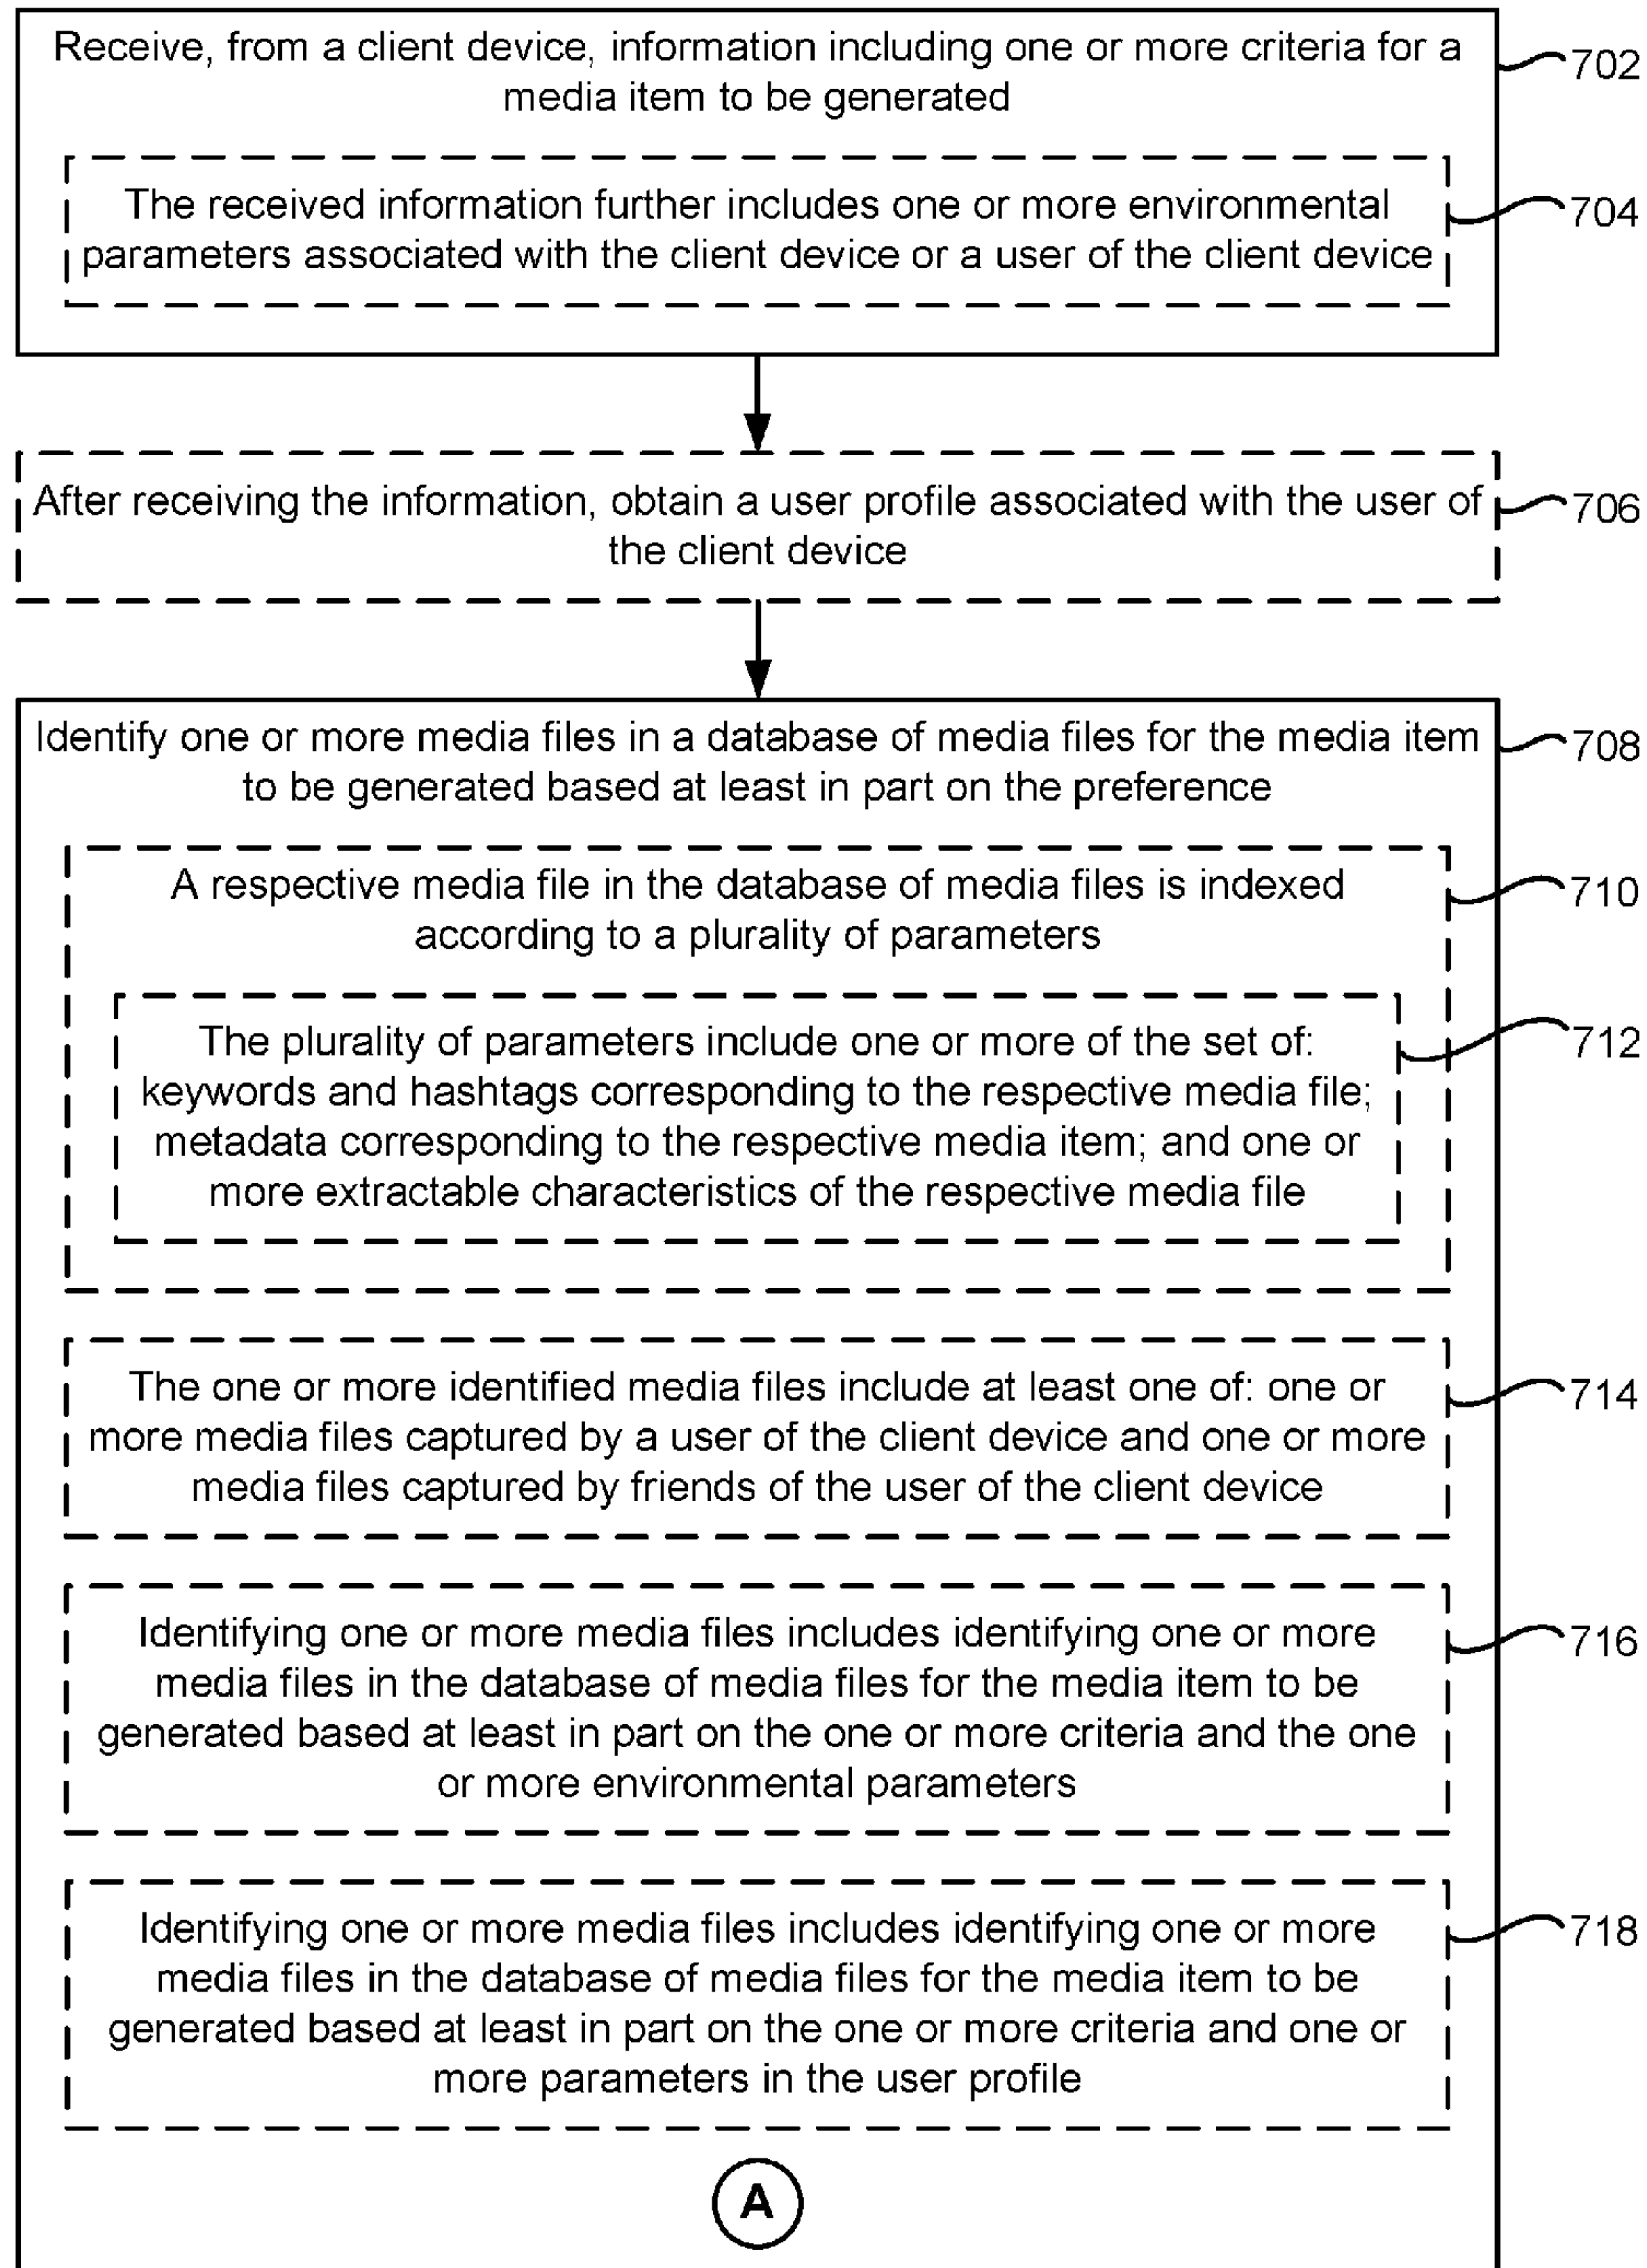 Receive, from a client device, information including one or more criteria for a
media item to be generated
702
The received information further includes one or more environmental
parameters associated with the client device or a user of the client device
704
After receiving the information, obtain a user profile associated with the user of
the client device
706
Identify one or more media files in a database of media files for the media item
to be generated based at least in part on the preference
708
A respective media file in the database of media files is indexed
according to a plurality of parameters
710
The plurality of parameters include one or more of the set of:
keywords and hashtags corresponding to the respective media file;
metadata corresponding to the respective media item; and one or
more extractable characteristics of the respective media file
712
The one or more identified media files include at least one of: one or
more media files captured by a user of the client device and one or more
media files captured by friends of the user of the client device
714
Identifying one or more media files includes identifying one or more
media files in the database of media files for the media item to be
generated based at least in part on the one or more criteria and the one
or more environmental parameters
716
Identifying one or more media files includes identifying one or more
media files in the database of media files for the media item to be
generated based at least in part on the one or more criteria and one or
more parameters in the user profile
718
A